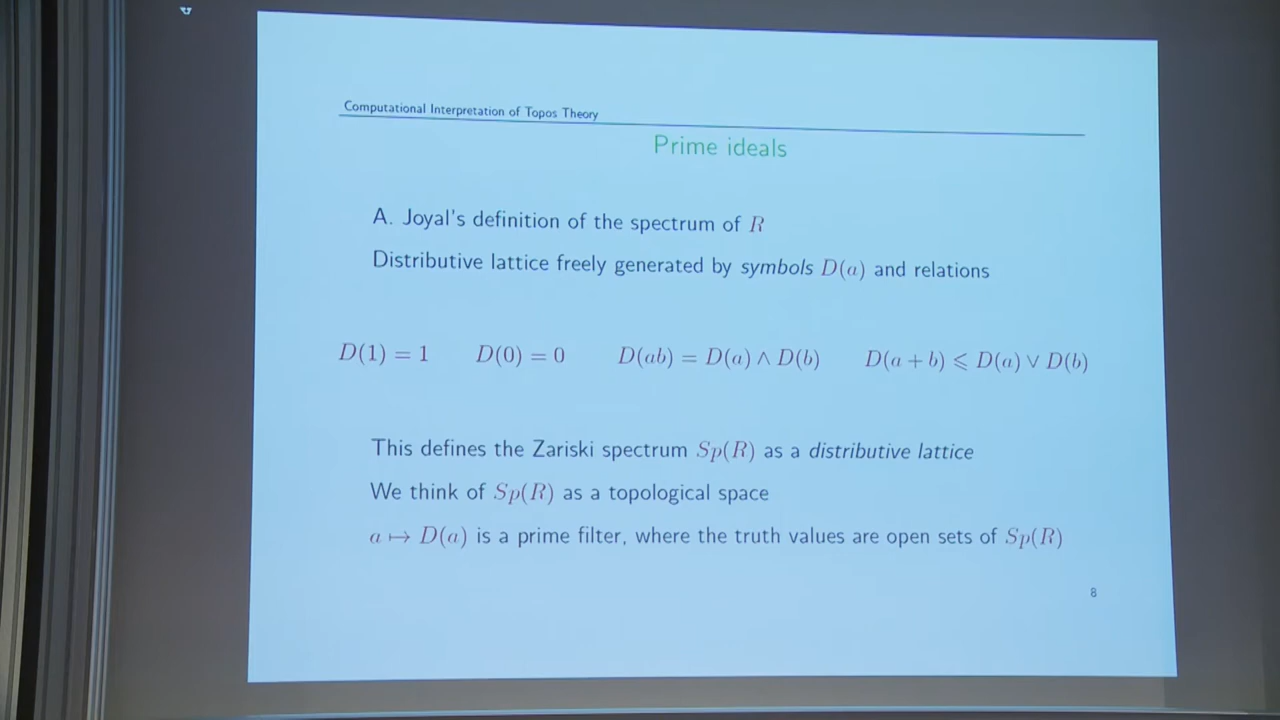 Computational Interpretation of Topos Theory
Prime ideals
A. Joyal's definition of the spectrum of R
Distributive lattice freely generated by symbols D(a) and relations
D(1) = 1 D(0) = 0 D(ab) = D(a) ∧ D(b) D(a + b) ⩽ D(a) ∨ D(b)
This defines the Zariski spectrum Sp(R) as a distributive lattice
We think of Sp(R) as a topological space
a ↦ D(a) is a prime filter, where the truth values are open sets of Sp(R)
8